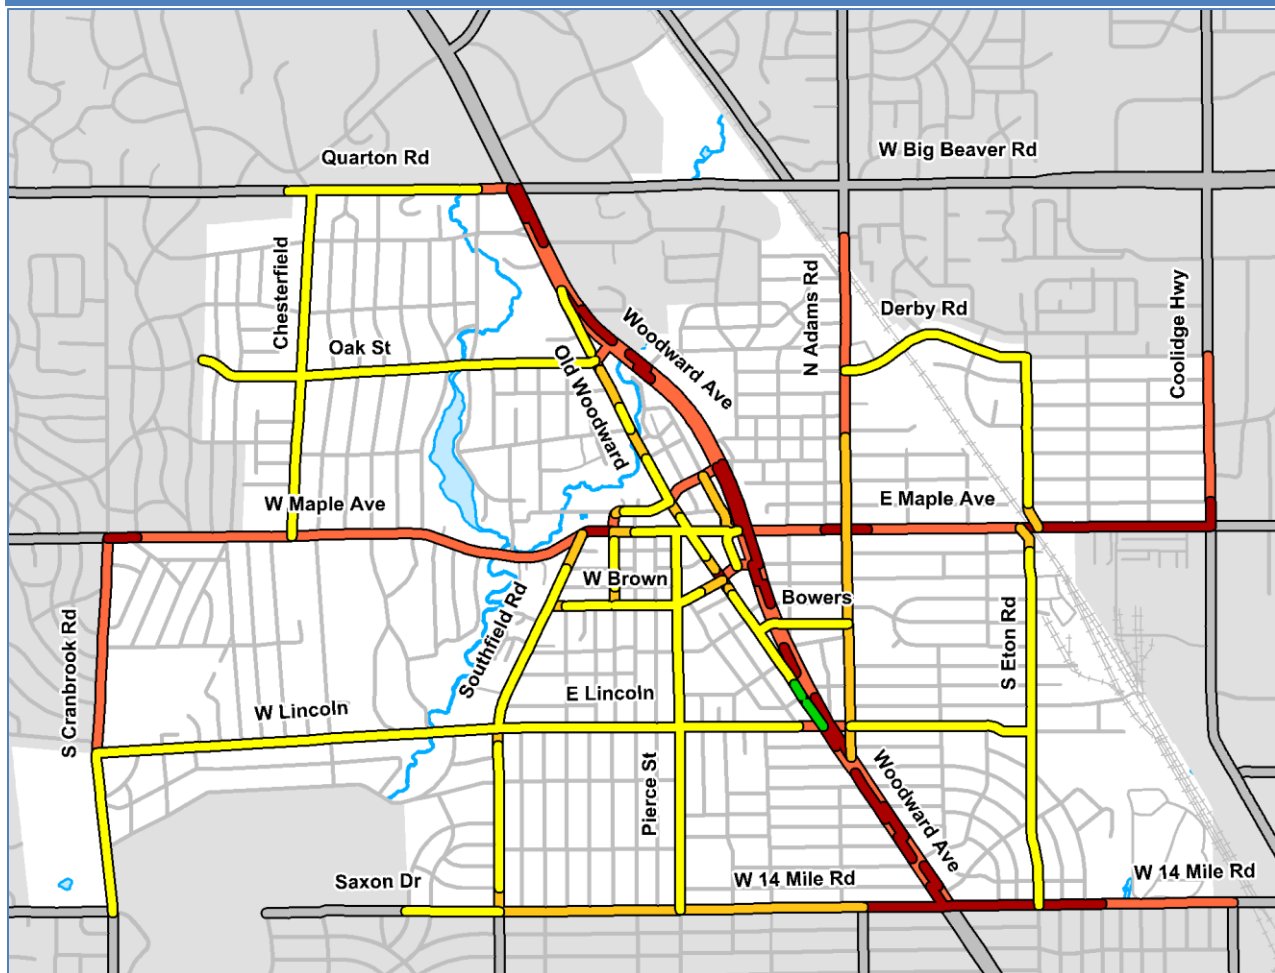 Quarton Rd
W Big Beaver Rd
Chesterfield
N Adams Rd
Coolidge Hwy
Derby Rd
Woodward Ave
Oak St
Old Woodward
W Maple Ave
E Maple Ave
W Brown
Bowers
Southfield Rd
S Eton Rd
S Cranbrook Rd
E Lincoln
W Lincoln
Pierce St
Woodward Ave
Saxon Dr
W 14 Mile Rd
W 14 Mile Rd